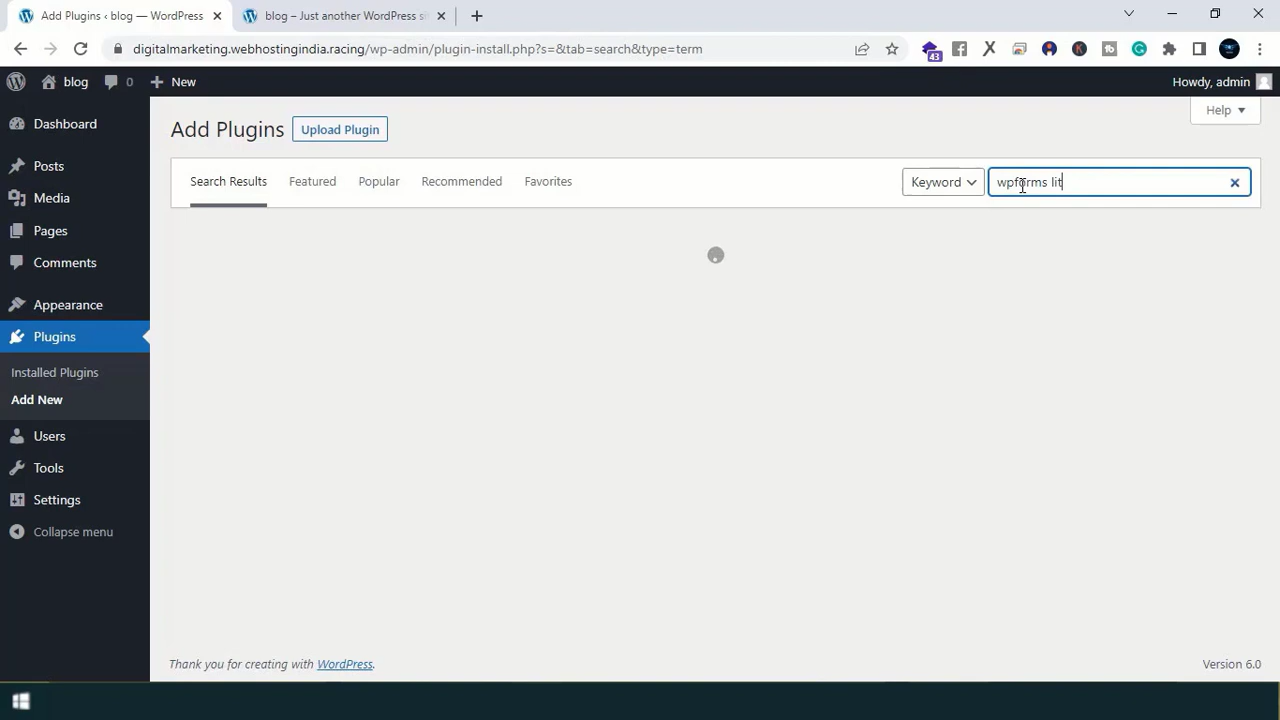 Add Plugins ‹ blog — WordPress
blog – Just another WordPress si
digitalmarketing.webhostingindia.racing/wp-admin/plugin-install.php?s=&tab=search&type=term
43
blog
0
New
Howdy, admin
Dashboard
Posts
Media
Pages
Comments
Appearance
Plugins
Installed Plugins
Add New
Users
Tools
Settings
Collapse menu
Help
Add Plugins
Upload Plugin
Search Results
Featured
Popular
Recommended
Favorites
Keyword
wpforms lit
Thank you for creating with WordPress.
Version 6.0